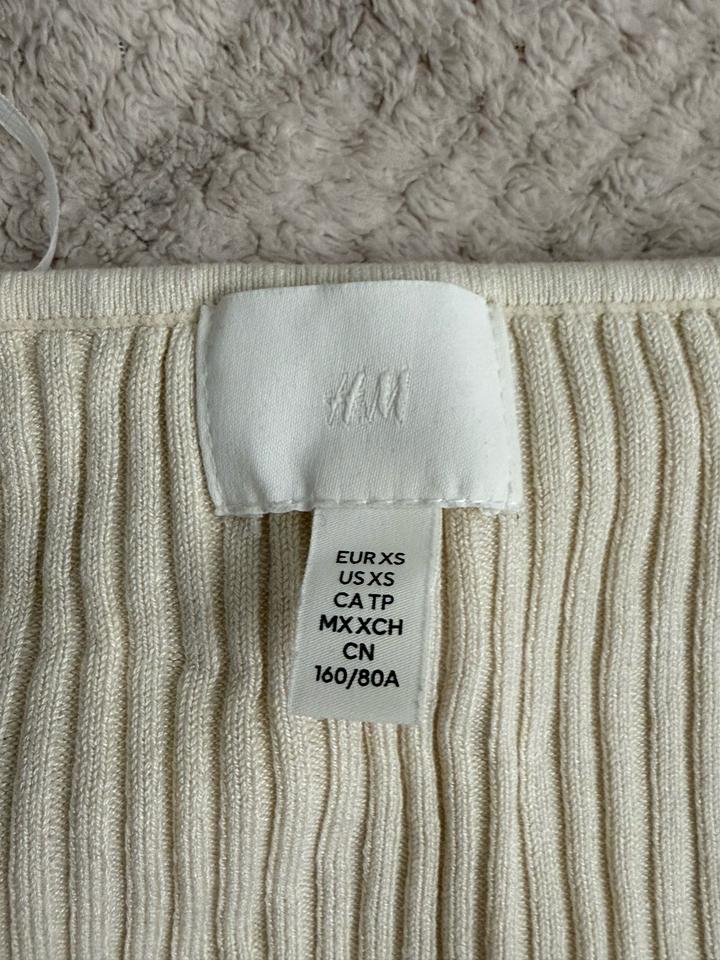 H&M
EUR XS
US XS
CA TP
MX XCH
CN
160/80A